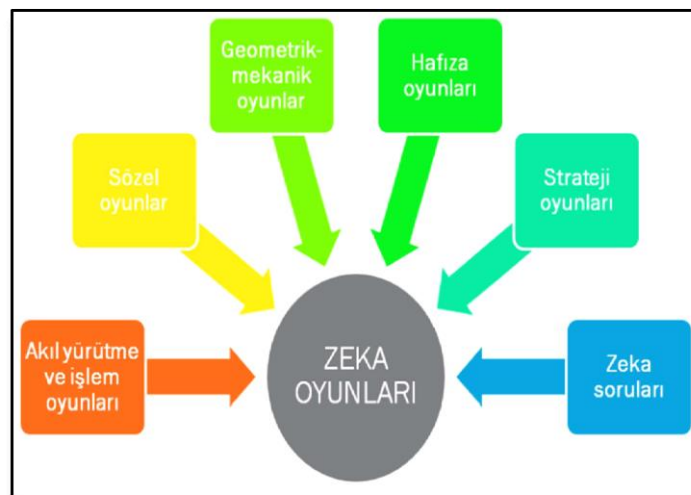 Geometrik-
mekanik
oyunlar
Hafıza
oyunları
Sözel
oyunlar
Strateji
oyunları
Akıl yürütme
ve işlem
oyunları
ZEKA
OYUNLARI
Zeka
soruları